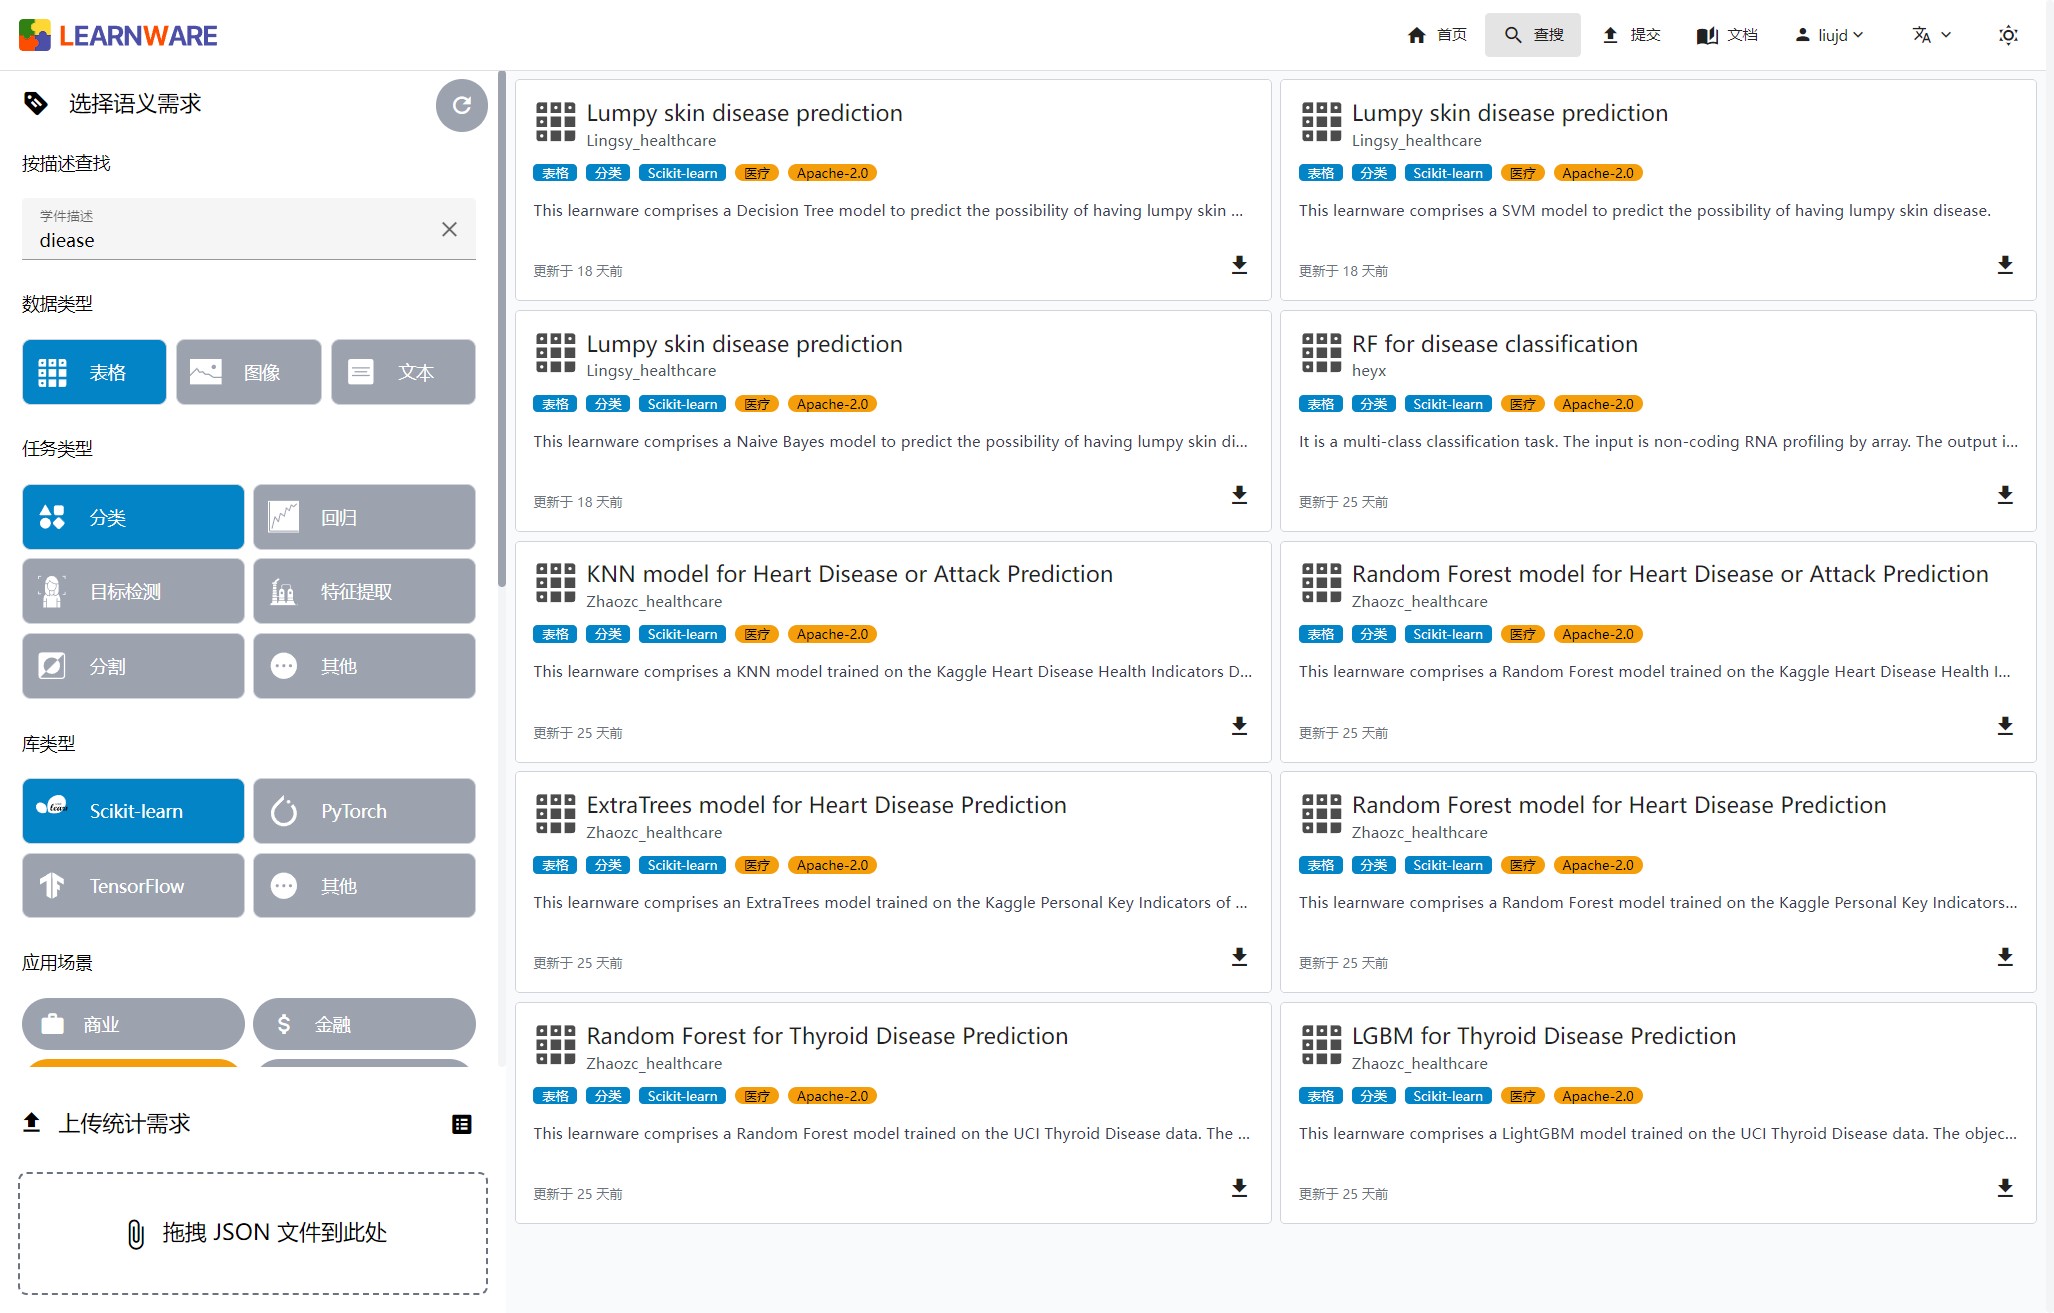 LEARNWARE
首页
查搜
提交
文档
liujd
选择语义需求
按描述查找
学件描述
diease
数据类型
表格
图像
文本
任务类型
分类
回归
目标检测
特征提取
分割
其他
库类型
Scikit-learn
PyTorch
TensorFlow
其他
应用场景
商业
金融
上传统计需求
拖拽 JSON 文件到此处
Lumpy skin disease prediction
Lingsy_healthcare
表格 分类 Scikit-learn 医疗 Apache-2.0
This learnware comprises a Decision Tree model to predict the possibility of having lumpy skin ...
更新于 18 天前
Lumpy skin disease prediction
Lingsy_healthcare
表格 分类 Scikit-learn 医疗 Apache-2.0
This learnware comprises a SVM model to predict the possibility of having lumpy skin disease.
更新于 18 天前
Lumpy skin disease prediction
Lingsy_healthcare
表格 分类 Scikit-learn 医疗 Apache-2.0
This learnware comprises a Naive Bayes model to predict the possibility of having lumpy skin di...
更新于 18 天前
RF for disease classification
heyx
表格 分类 Scikit-learn 医疗 Apache-2.0
It is a multi-class classification task. The input is non-coding RNA profiling by array. The output i...
更新于 25 天前
KNN model for Heart Disease or Attack Prediction
Zhaozc_healthcare
表格 分类 Scikit-learn 医疗 Apache-2.0
This learnware comprises a KNN model trained on the Kaggle Heart Disease Health Indicators D...
更新于 25 天前
Random Forest model for Heart Disease or Attack Prediction
Zhaozc_healthcare
表格 分类 Scikit-learn 医疗 Apache-2.0
This learnware comprises a Random Forest model trained on the Kaggle Heart Disease Health I...
更新于 25 天前
ExtraTrees model for Heart Disease Prediction
Zhaozc_healthcare
表格 分类 Scikit-learn 医疗 Apache-2.0
This learnware comprises an ExtraTrees model trained on the Kaggle Personal Key Indicators of ...
更新于 25 天前
Random Forest model for Heart Disease Prediction
Zhaozc_healthcare
表格 分类 Scikit-learn 医疗 Apache-2.0
This learnware comprises a Random Forest model trained on the Kaggle Personal Key Indicators...
更新于 25 天前
Random Forest for Thyroid Disease Prediction
Zhaozc_healthcare
表格 分类 Scikit-learn 医疗 Apache-2.0
This learnware comprises a Random Forest model trained on the UCI Thyroid Disease data. The ...
更新于 25 天前
LGBM for Thyroid Disease Prediction
Zhaozc_healthcare
表格 分类 Scikit-learn 医疗 Apache-2.0
This learnware comprises a LightGBM model trained on the UCI Thyroid Disease data. The objec...
更新于 25 天前